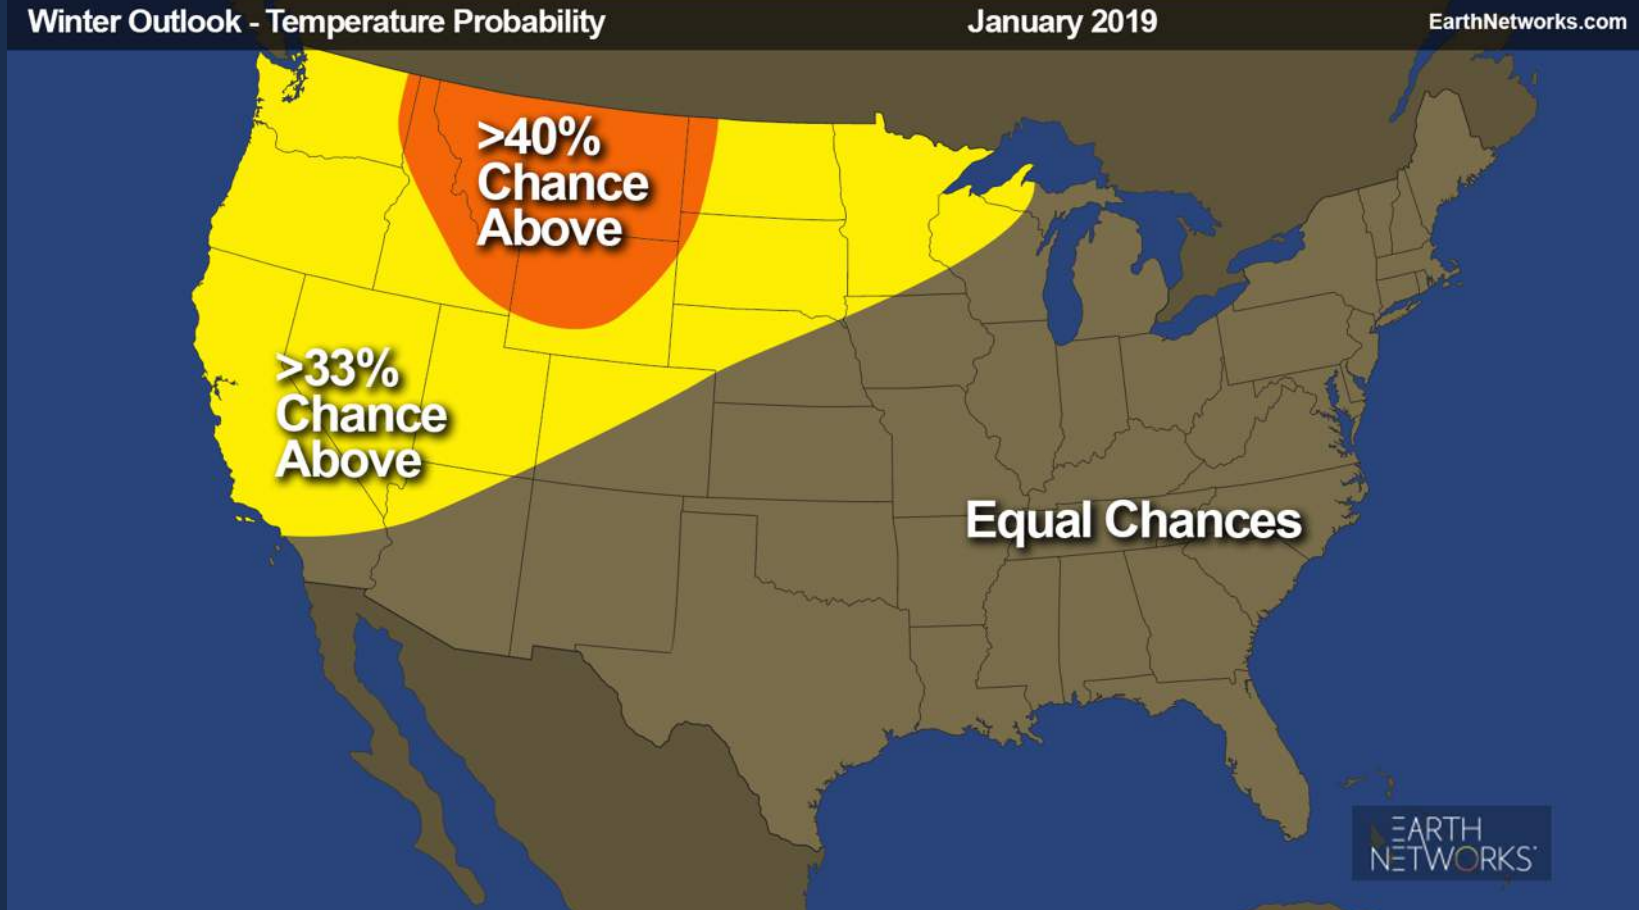 Winter Outlook - Temperature Probability
January 2019
EarthNetworks.com
>40%
Chance
Above
>33%
Chance
Above
Equal Chances
EARTH
NETWORKS